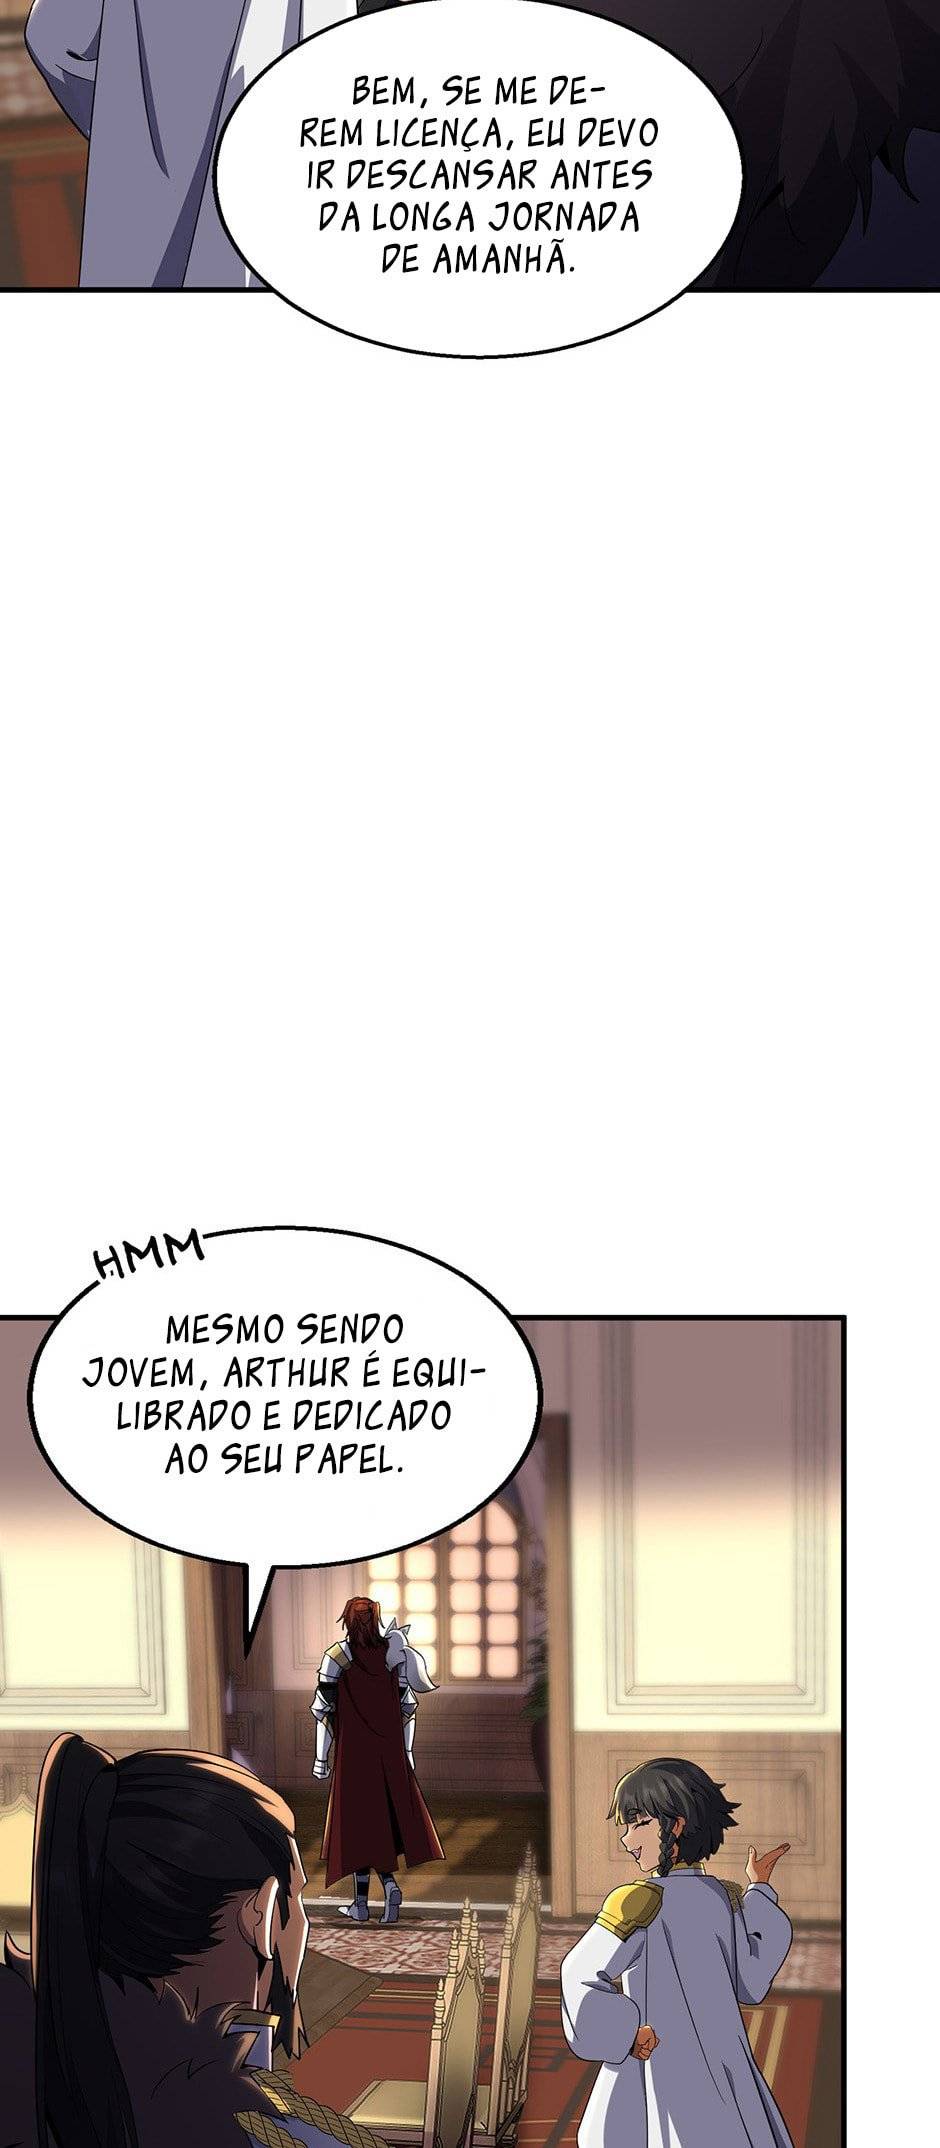 BEM, SE ME DE-
REM LICENÇA, EU DEVO
IR DESCANSAR ANTES
DA LONGA JORNADA
DE AMANHÃ.
HMM
MESMO SENDO
JOVEM, ARTHUR É EQUI-
LIBRADO E DEDICADO
AO SEU PAPEL.